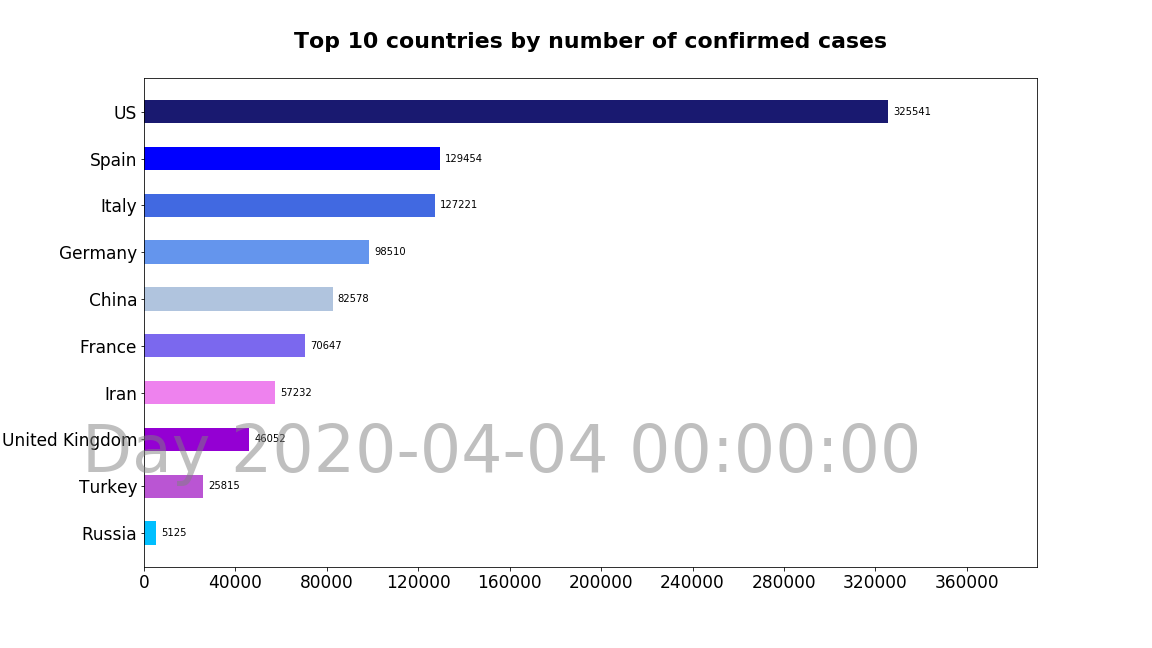 Top 10 countries by number of confirmed cases
US 325541
Spain 129454
Italy 127221
Germany 98510
China 82578
France 70647
Iran 57232
United Kingdom 46052
Day 2020-04-04 00:00:00
Turkey 25815
Russia 5125
0 40000 80000 120000 160000 200000 240000 280000 320000 360000